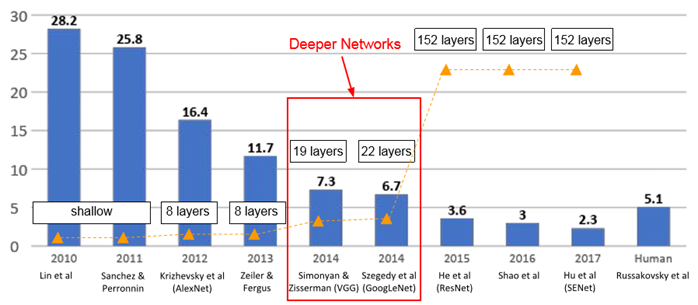 30
28.2
Deeper Networks
152 layers
152 layers
152 layers
25
25.8
20
16.4
15
11.7
19 layers
22 layers
10
7.3
6.7
shallow
8 layers
8 layers
5
3.6
3
2.3
5.1
0
2010
2011
2012
2013
2014
2014
2015
2016
2017
Human
Lin et al
Sanchez &
Perronnin
Krizhevsky et al
(AlexNet)
Zeiler &
Fergus
Simonyan &
Zisserman (VGG)
Szegedy et al
(GoogLeNet)
He et al
(ResNet)
Shao et al
Hu et al
(SENet)
Russakovsky et al